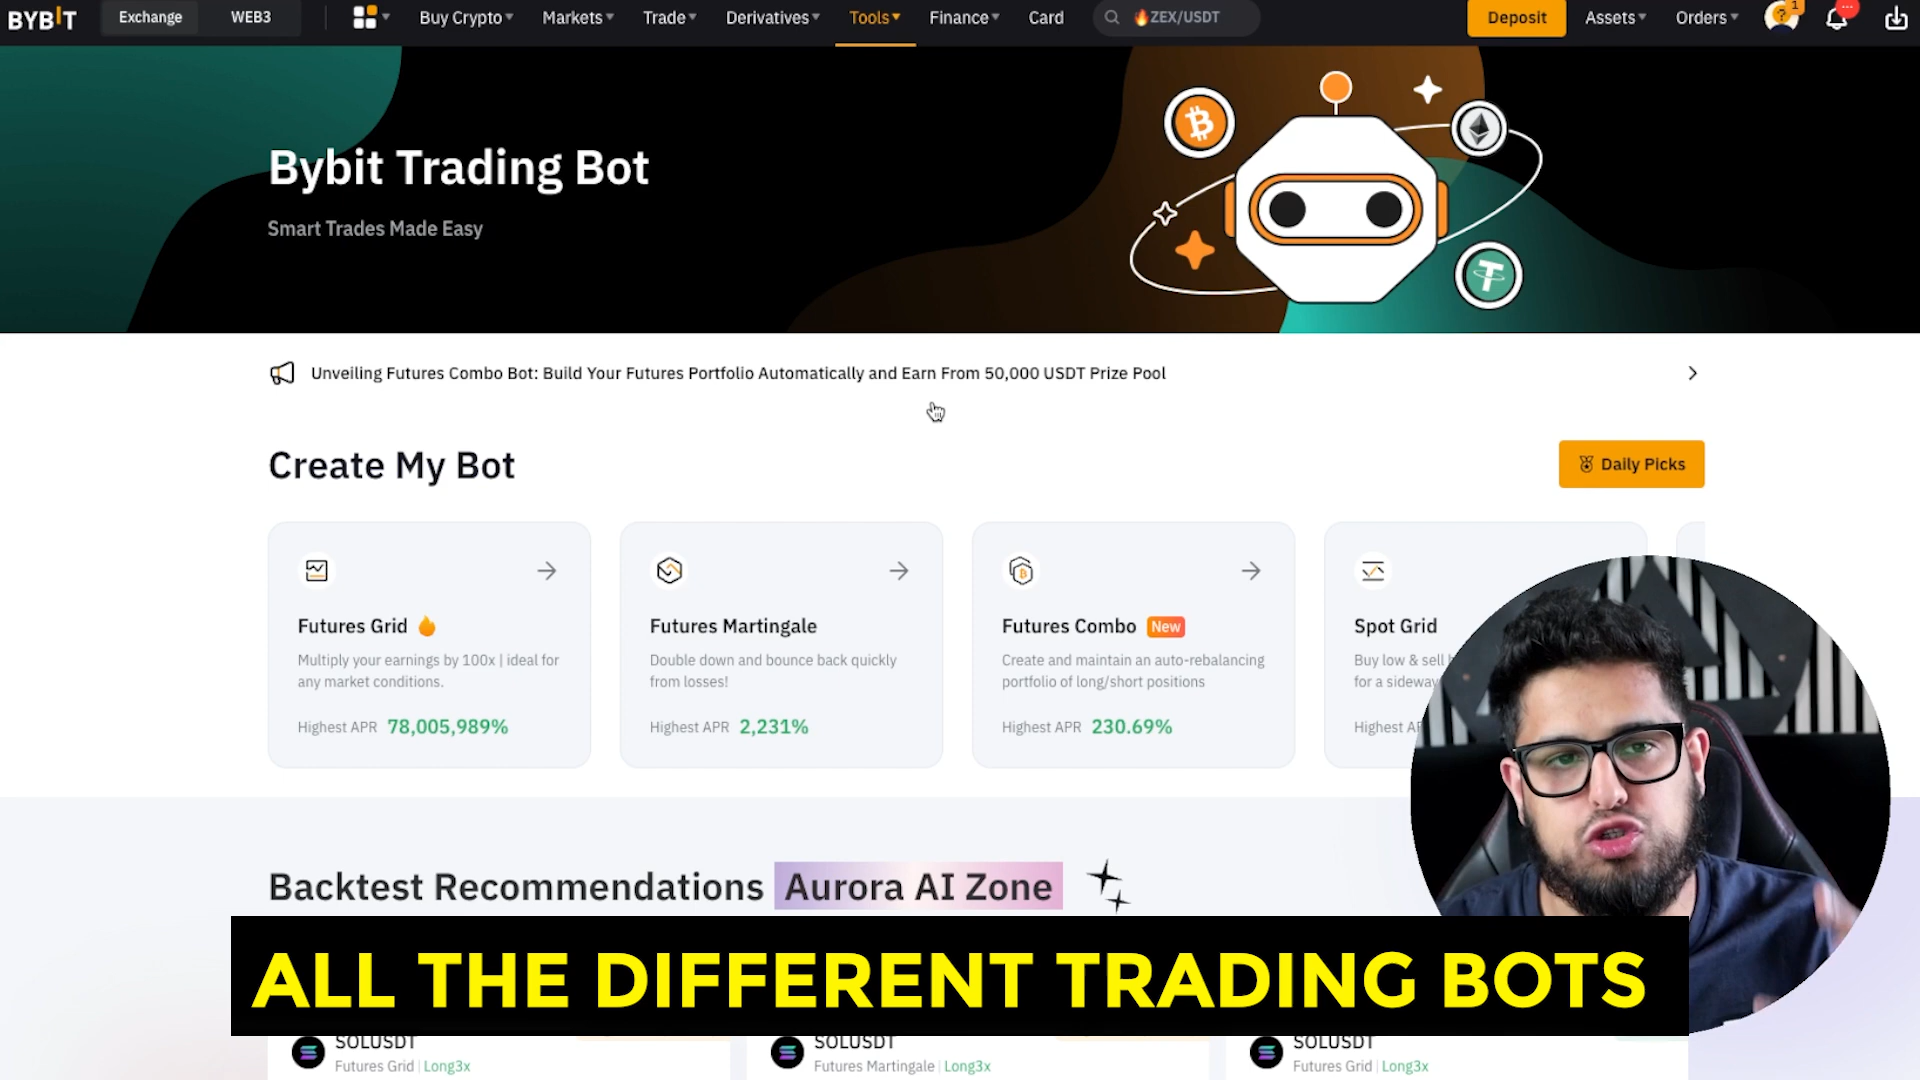 BYBIT Exchange WEB3 Buy Crypto Markets Trade Derivatives Tools Finance Card ZEX/USDT Deposit Assets Orders 1
Bybit Trading Bot
Smart Trades Made Easy
Unveiling Futures Combo Bot: Build Your Futures Portfolio Automatically and Earn From 50,000 USDT Prize Pool
Create My Bot
Daily Picks
Futures Grid
Multiply your earnings by 100x | ideal for
any market conditions.
Highest APR 78,005,989%
Futures Martingale
Double down and bounce back quickly
from losses!
Highest APR 2,231%
Futures Combo New
Create and maintain an auto-rebalancing
portfolio of long/short positions
Highest APR 230.69%
Spot Grid
Buy low & sell
for a
Highest
Backtest Recommendations Aurora AI Zone
ALL THE DIFFERENT TRADING BOTS
SOLUSDT
Futures Grid | Long3x
SOLUSDT
Futures Martingale | Long3x
SOLUSDT
Futures Grid | Long3x